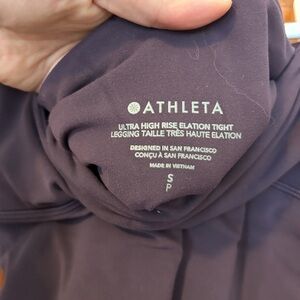 ATHLETA
ULTRA HIGH RISE ELATION TIGHT
LEGGING TAILLE TRÈS HAUTE ELATION
DESIGNED IN SAN FRANCISCO
CONÇU À SAN FRANCISCO
MADE IN VIETNAM
S
P